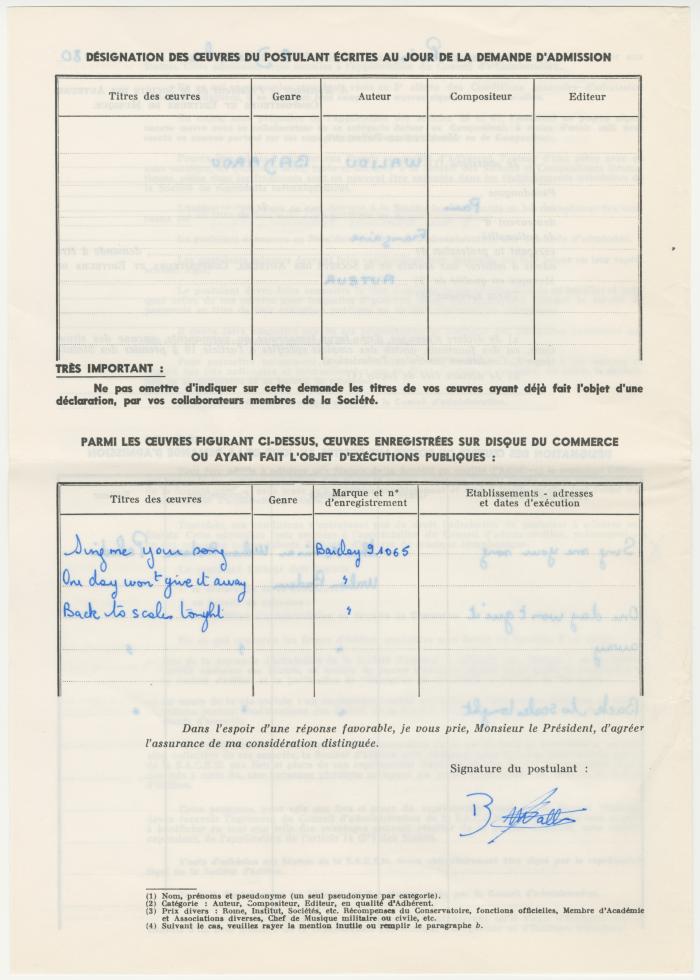 DÉSIGNATION DES ŒUVRES DU POSTULANT ÉCRITES AU JOUR DE LA DEMANDE D'ADMISSION
Titres des œuvres Genre Auteur Compositeur Editeur
TRÈS IMPORTANT :
Ne pas omettre d'indiquer sur cette demande les titres de vos œuvres ayant déjà fait l'objet d'une
déclaration, par vos collaborateurs membres de la Société.
PARMI LES ŒUVRES FIGURANT CI-DESSUS, ŒUVRES ENREGISTRÉES SUR DISQUE DU COMMERCE
OU AYANT FAIT L'OBJET D'EXÉCUTIONS PUBLIQUES :
Titres des œuvres Genre Marque et n° d'enregistrement Etablissements - adresses et dates d'exécution
Sing me your song Barclay 91065
One day won't give it away "
Back to scales tonight "
Dans l'espoir d'une réponse favorable, je vous prie, Monsieur le Président, d'agréer
l'assurance de ma considération distinguée.
Signature du postulant :
(1) Nom, prénoms et pseudonyme (un seul pseudonyme par categorie).
(2) Catégorie : Auteur, Compositeur, Editeur, en qualité d'Adhérent.
(3) Prix divers : Rome, Institut, Sociétés, etc. Récompenses du Conservatoire, fonctions officielles, Membre d'Académie
et Associations diverses, Chef de Musique militaire ou civile, etc.
(4) Suivant le cas, veuillez rayer la mention inutile ou remplir le paragraphe b.